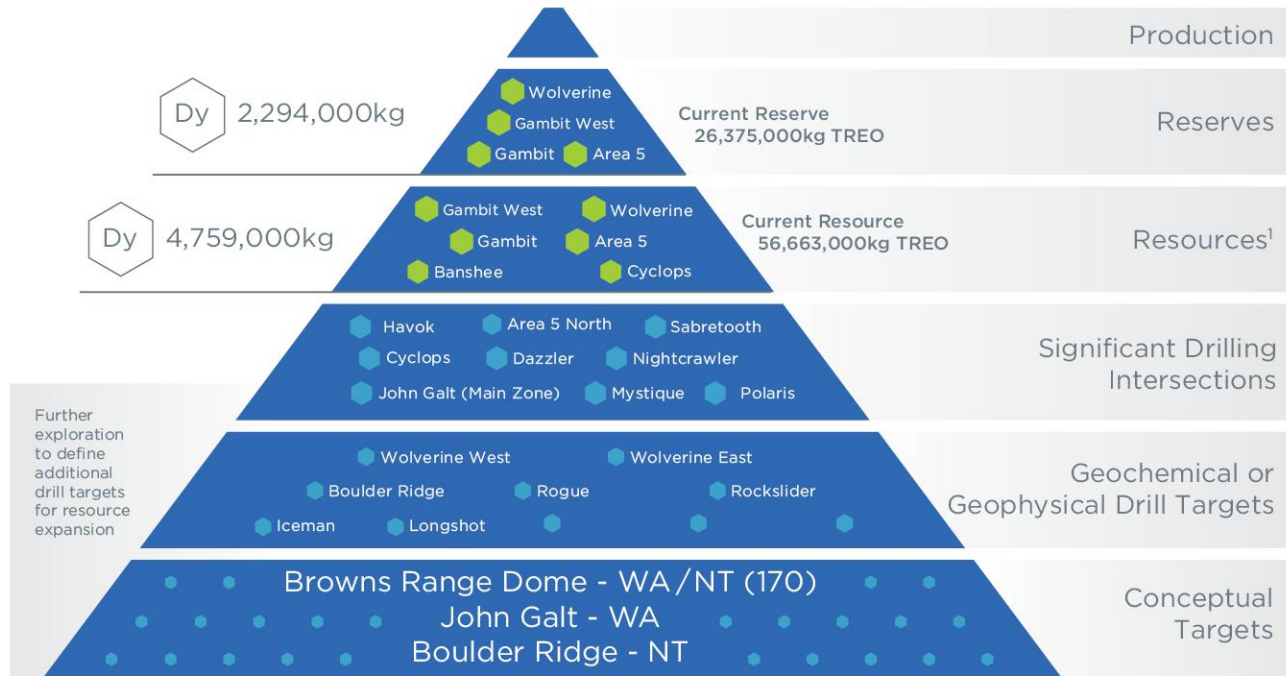 Production
Dy 2,294,000kg
Wolverine
Gambit West
Gambit Area 5
Current Reserve
26,375,000kg TREO
Reserves
Dy 4,759,000kg
Gambit West Wolverine
Gambit Area 5
Banshee Cyclops
Current Resource
56,663,000kg TREO
Resources¹
Havok Area 5 North Sabretooth
Cyclops Dazzler Nightcrawler
John Galt (Main Zone) Mystique Polaris
Significant Drilling
Intersections
Further
exploration
to define
additional
drill targets
for resource
expansion
Wolverine West Wolverine East
Boulder Ridge Rogue Rockslider
Iceman Longshot
Geochemical or
Geophysical Drill Targets
Browns Range Dome - WA/NT (170)
John Galt - WA
Boulder Ridge - NT
Conceptual
Targets